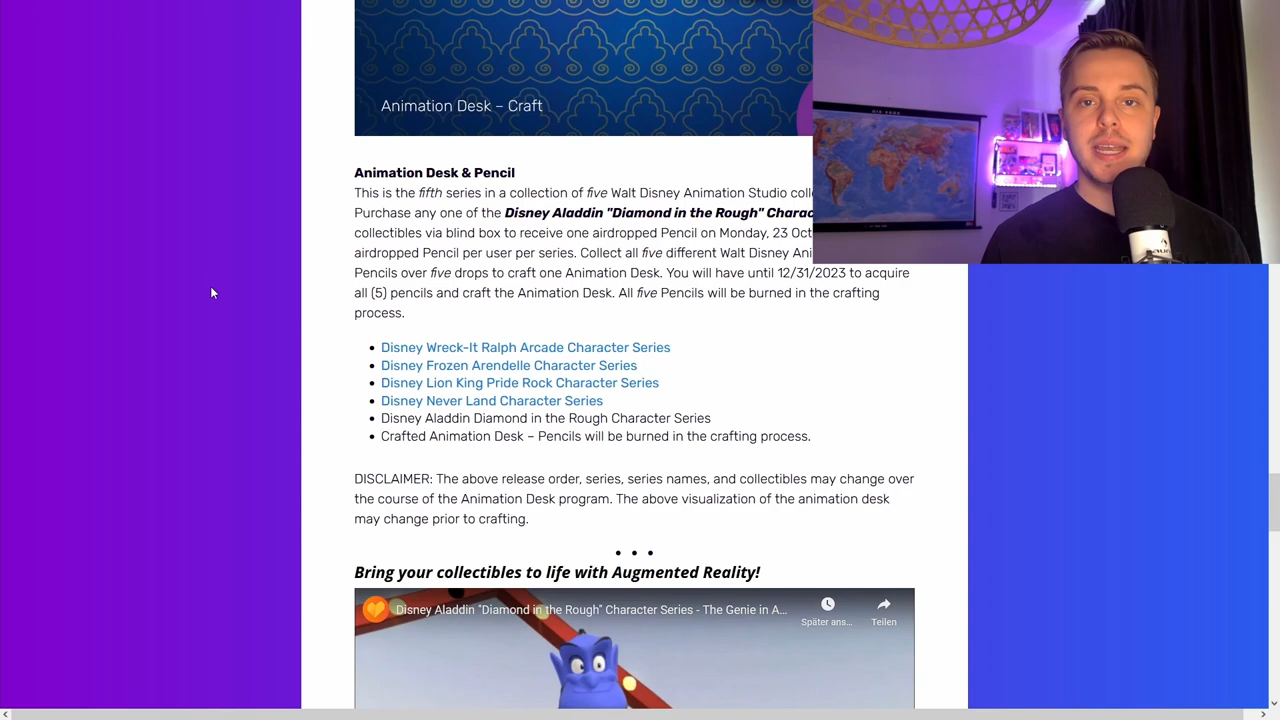 Animation Desk – Craft
Animation Desk & Pencil
This is the fifth series in a collection of five Walt Disney Animation Studio
Purchase any one of the Disney Aladdin "Diamond in the Rough"
collectibles via blind box to receive one airdropped Pencil on Monday, 23
airdropped Pencil per user per series. Collect all five different Walt Disney
Pencils over five drops to craft one Animation Desk. You will have until 12/31/2023 to acquire
all (5) pencils and craft the Animation Desk. All five Pencils will be burned in the crafting
process.
• Disney Wreck-It Ralph Arcade Character Series
• Disney Frozen Arendelle Character Series
• Disney Lion King Pride Rock Character Series
• Disney Never Land Character Series
• Disney Aladdin Diamond in the Rough Character Series
• Crafted Animation Desk – Pencils will be burned in the crafting process.
DISCLAIMER: The above release order, series, series names, and collectibles may change over
the course of the Animation Desk program. The above visualization of the animation desk
may change prior to crafting.
• • •
Bring your collectibles to life with Augmented Reality!
Disney Aladdin "Diamond in the Rough" Character Series - The Genie in A...
Später ans...
Teilen